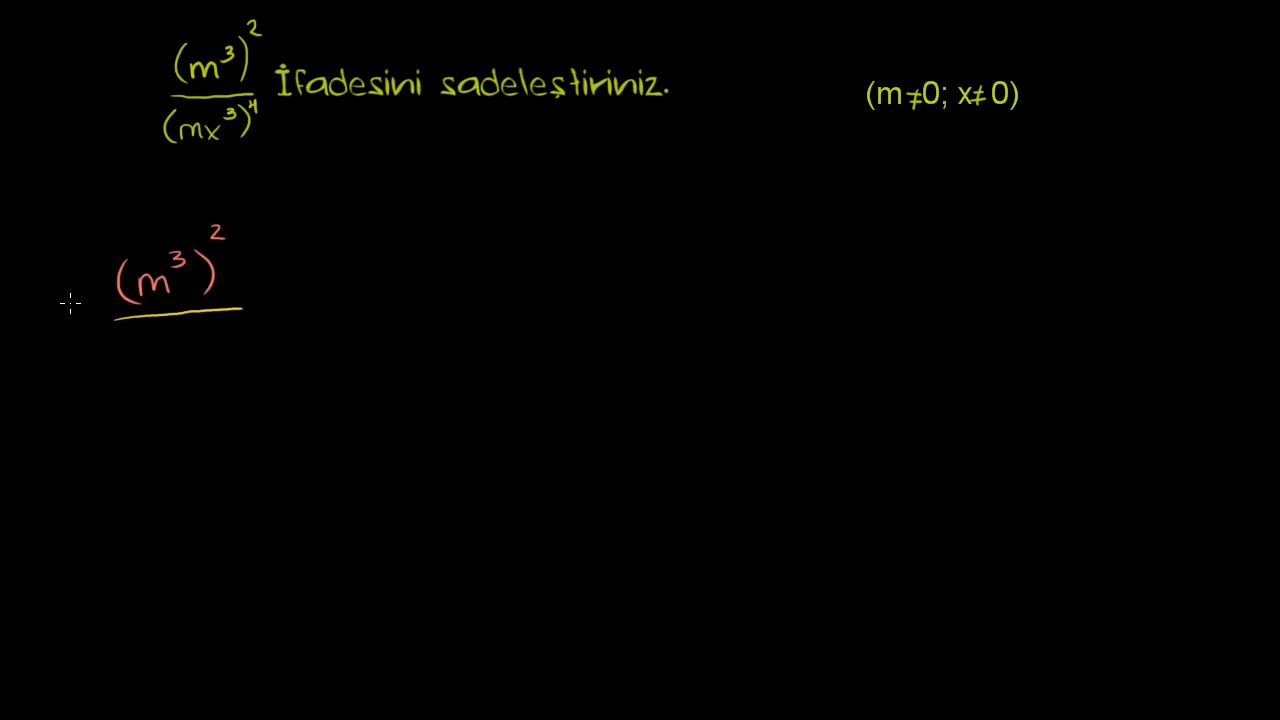 (m³)² İfadesini sadeleştiriniz. (m≠0; x≠0)
(mx³)⁴
(m³)²